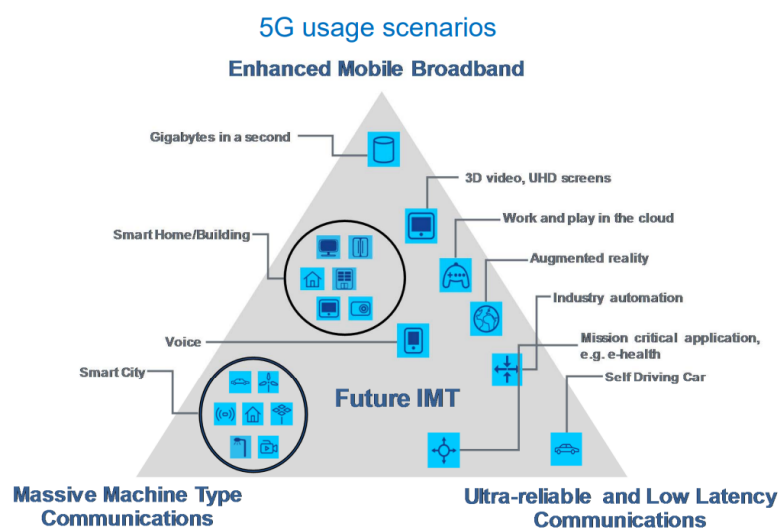 5G usage scenarios
Enhanced Mobile Broadband
Gigabytes in a second
3D video, UHD screens
Work and play in the cloud
Smart Home/Building
Augmented reality
Industry automation
Mission critical application,
e.g. e-health
Voice
Smart City
Self Driving Car
Future IMT
Massive Machine Type
Communications
Ultra-reliable and Low Latency
Communications